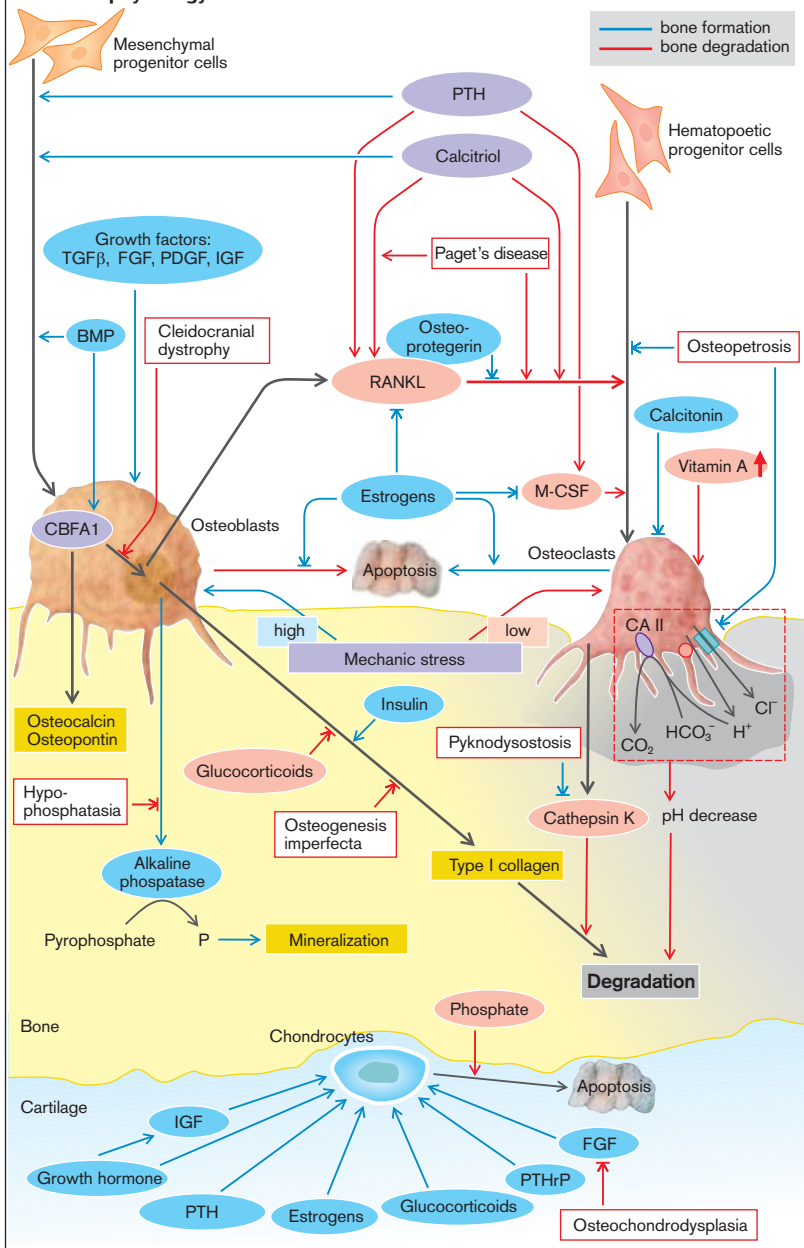 bone formation
bone degradation
Mesenchymal
progenitor cells
PTH
Hematopoetic
progenitor cells
Calcitriol
Growth factors:
TGFβ, FGF, PDGF, IGF
Paget's disease
BMP
Cleidocranial
dystrophy
Osteo-
protegerin
Osteopetrosis
RANKL
Calcitonin
Vitamin A
Estrogens
M-CSF
CBFA1
Osteoblasts
Apoptosis
Osteoclasts
high
low
Mechanic stress
CA II
Cl⁻
CO₂
HCO₃⁻
H⁺
Osteocalcin
Osteopontin
Insulin
Glucocorticoids
Pyknodysostosis
Hypo-
phosphatasia
Osteogenesis
imperfecta
Cathepsin K
pH decrease
Alkaline
phospatase
Type I collagen
Pyrophosphate
P
Mineralization
Degradation
Bone
Phosphate
Chondrocytes
Apoptosis
Cartilage
IGF
FGF
Growth hormone
PTHrP
PTH
Estrogens
Glucocorticoids
Osteochondrodysplasia